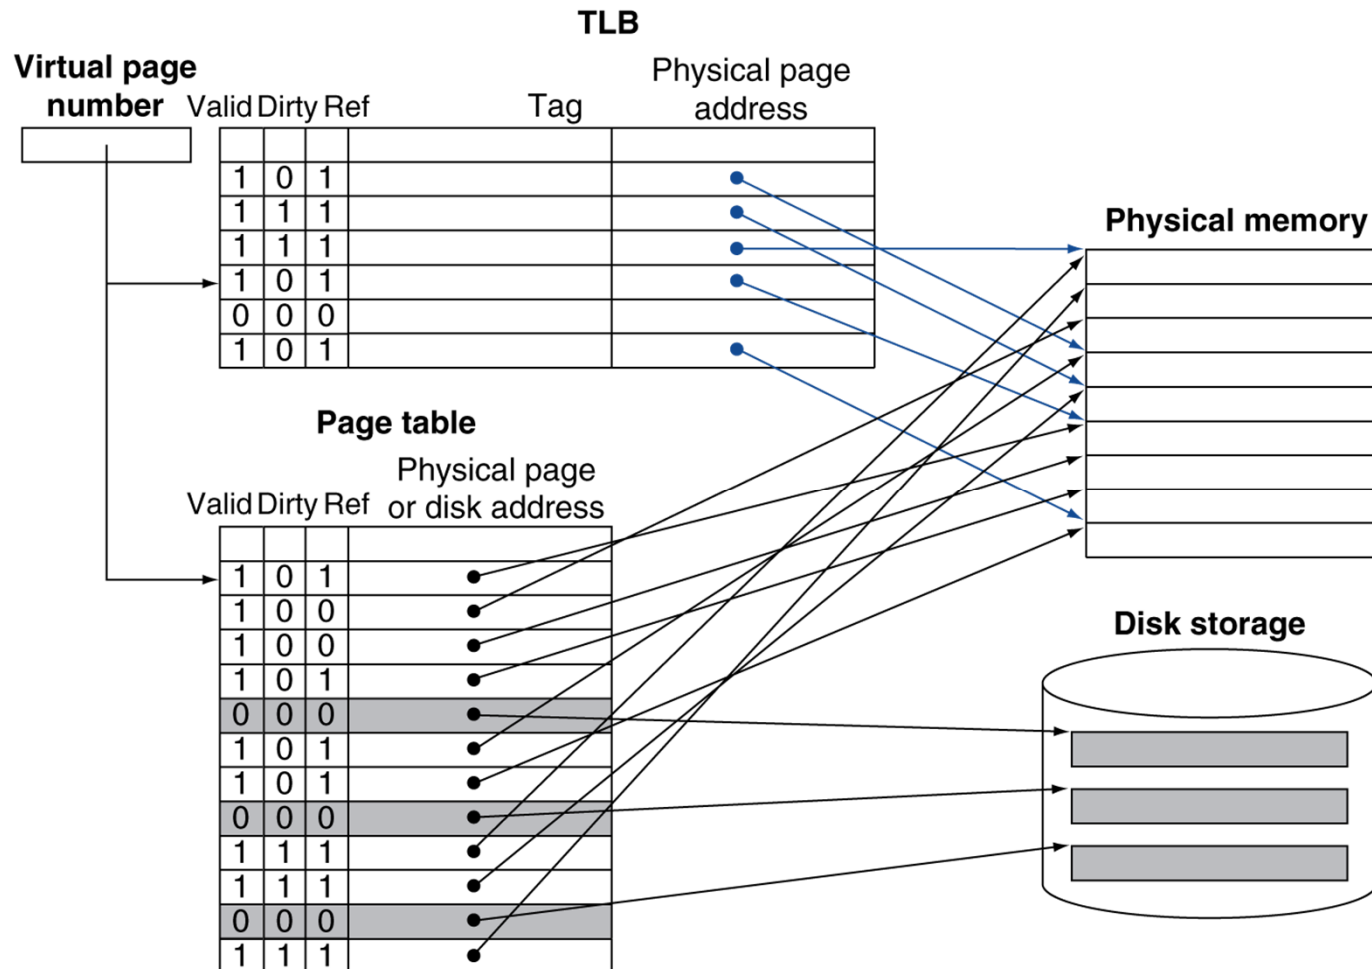 TLB
Virtual page
number
Valid Dirty Ref
Tag
Physical page
address
1 0 1
1 1 1
1 1 1
1 0 1
0 0 0
1 0 1
Physical memory
Page table
Valid Dirty Ref
Physical page
or disk address
1 0 1
1 0 0
1 0 0
1 0 1
0 0 0
1 0 1
1 0 1
0 0 0
1 1 1
1 1 1
0 0 0
1 1 1
Disk storage